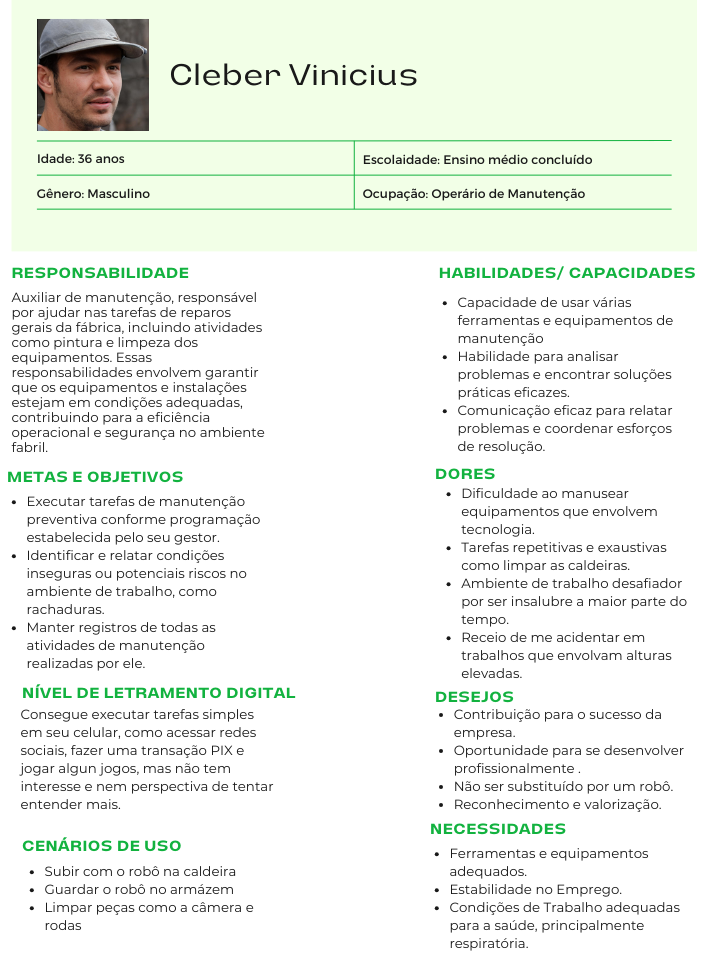 Cleber Vinicius
Idade: 36 anos
Escolaidade: Ensino médio concluído
Gênero: Masculino
Ocupação: Operário de Manutenção
RESPONSABILIDADE
Auxiliar de manutenção, responsável
por ajudar nas tarefas de reparos
gerais da fábrica, incluindo atividades
como pintura e limpeza dos
equipamentos. Essas
responsabilidades envolvem garantir
que os equipamentos e instalações
estejam em condições adequadas,
contribuindo para a eficiência
operacional e segurança no ambiente
fabril.
METAS E OBJETIVOS
• Executar tarefas de manutenção
preventiva conforme programação
estabelecida pelo seu gestor.
• Identificar e relatar condições
inseguras ou potenciais riscos no
ambiente de trabalho, como
rachaduras.
• Manter registros de todas as
atividades de manutenção
realizadas por ele.
NÍVEL DE LETRAMENTO DIGITAL
Consegue executar tarefas simples
em seu celular, como acessar redes
sociais, fazer uma transação PIX e
jogar algun jogos, mas não tem
interesse e nem perspectiva de tentar
entender mais.
CENÁRIOS DE USO
• Subir com o robô na caldeira
• Guardar o robô no armázem
• Limpar peças como a câmera e
rodas
HABILIDADES/ CAPACIDADES
• Capacidade de usar várias
ferramentas e equipamentos de
manutenção
• Habilidade para analisar
problemas e encontrar soluções
práticas eficazes.
• Comunicação eficaz para relatar
problemas e coordenar esforços
de resolução.
DORES
• Dificuldade ao manusear
equipamentos que envolvem
tecnologia.
• Tarefas repetitivas e exaustivas
como limpar as caldeiras.
• Ambiente de trabalho desafiador
por ser insalubre a maior parte do
tempo.
• Receio de me acidentar em
trabalhos que envolvam alturas
elevadas.
DESEJOS
• Contribuição para o sucesso da
empresa.
• Oportunidade para se desenvolver
profissionalmente .
• Não ser substituído por um robô.
• Reconhecimento e valorização.
NECESSIDADES
• Ferramentas e equipamentos
adequados.
• Estabilidade no Emprego.
• Condições de Trabalho adequadas
para a saúde, principalmente
respiratória.